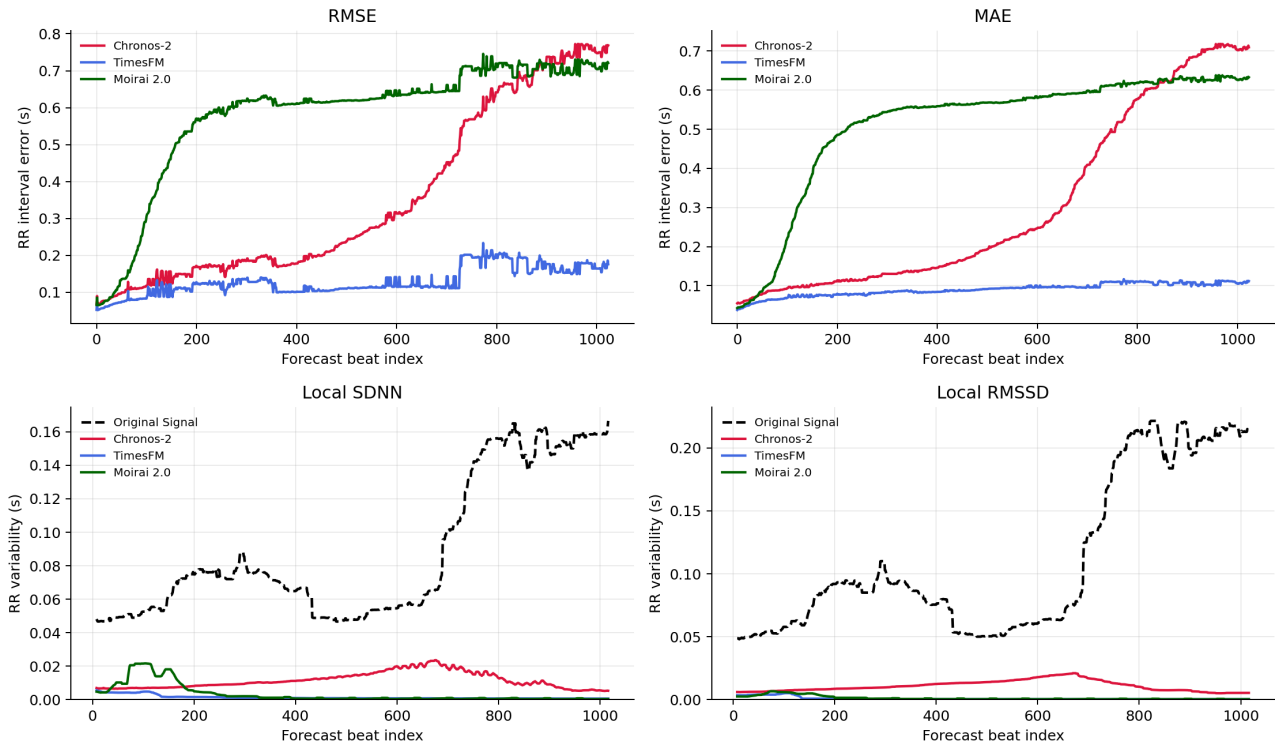 RMSE
RR interval error (s)
0.8
0.7
0.6
0.5
0.4
0.3
0.2
0.1
Chronos-2
TimesFM
Moirai 2.0
0 200 400 600 800 1000
Forecast beat index
MAE
RR interval error (s)
0.7
0.6
0.5
0.4
0.3
0.2
0.1
Chronos-2
TimesFM
Moirai 2.0
0 200 400 600 800 1000
Forecast beat index
Local SDNN
RR variability (s)
0.16
0.14
0.12
0.10
0.08
0.06
0.04
0.02
0.00
Original Signal
Chronos-2
TimesFM
Moirai 2.0
0 200 400 600 800 1000
Forecast beat index
Local RMSSD
RR variability (s)
0.20
0.15
0.10
0.05
0.00
Original Signal
Chronos-2
TimesFM
Moirai 2.0
0 200 400 600 800 1000
Forecast beat index